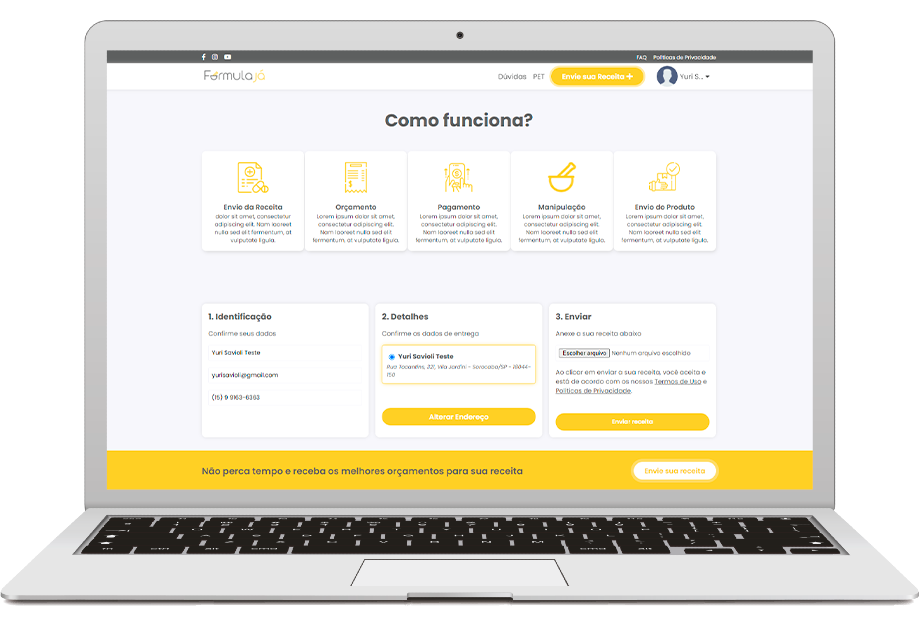 FAQ Políticas de Privacidade
Fórmulajá
Dúvidas PET Envie sua Receita + Yuri S...
Como funciona?
Envio da Receita
dolor sit amet, consectetur
adipiscing elit.
Nam laoreet
nulla sed elit fermentum, at
vulputate ligula.
Orçamento
Lorem ipsum dolor sit amet,
consectetur adipiscing elit.
Nam laoreet nulla sed elit
fermentum, at vulputate ligula.
Pagamento
Lorem ipsum dolor sit amet,
consectetur adipiscing elit.
Nam laoreet nulla sed elit
fermentum, at vulputate ligula.
Manipulação
Lorem ipsum dolor sit amet,
consectetur adipiscing elit.
Nam laoreet nulla sed elit
fermentum, at vulputate ligula.
Envio do Produto
Lorem ipsum dolor sit amet,
consectetur adipiscing elit.
Nam laoreet nulla sed elit
fermentum, at vulputate ligula.
1. Identificação
Confirme seus dados
Yuri Savioli Teste
yurisavioli@gmail.com
(15) 9 9163-6363
2. Detalhes
Confirme os dados de entrega
Yuri Savioli Teste
Rua Tocantins, 221, Vila Jardini - Sorocaba/SP - 18044-
150
Alterar Endereço
3. Enviar
Anexe a sua receita abaixo
Escolher arquivo Nenhum arquivo escolhido
Ao clicar em enviar a sua receita, você aceita e
está de acordo com os nossos Termos de Uso e
Políticas de Privacidade.
Enviar receita
Não perca tempo e receba os melhores orçamentos para sua receita
Envie sua receita